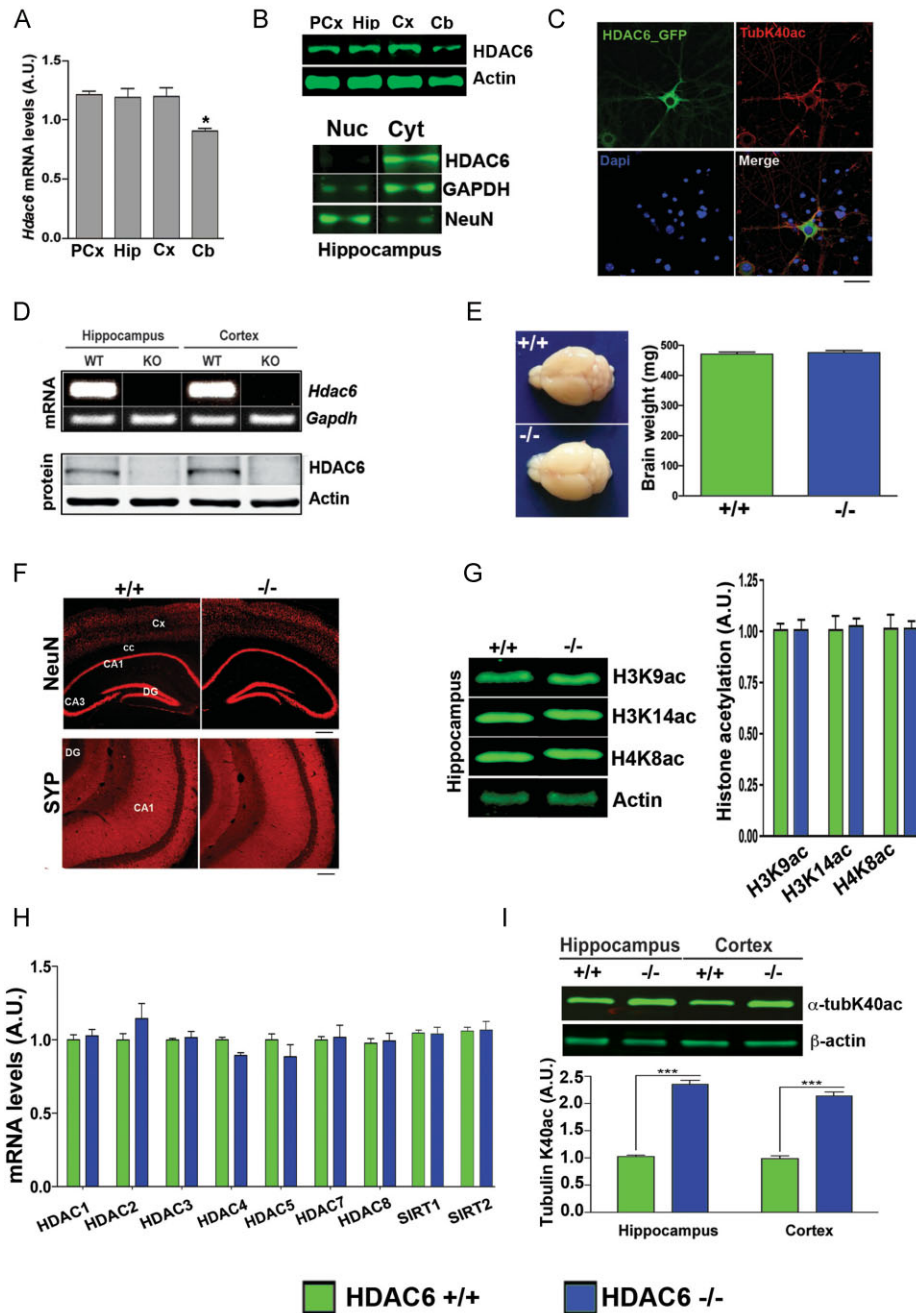 A
Hdac6 mRNA levels (A.U.)
1.5
1.0
0.5
0.0
*
PCx Hip Cx Cb
B
PCx Hip Cx Cb
HDAC6
Actin
Nuc Cyt
HDAC6
GAPDH
NeuN
Hippocampus
C
HDAC6_GFP
TubK40ac
Dapi
Merge
D
Hippocampus Cortex
WT KO WT KO
mRNA
Hdac6
Gapdh
protein
HDAC6
Actin
E
+/+
-/-
Brain weight (mg)
500
400
300
200
100
0
+/+ -/-
F
+/+ -/-
NeuN
Cx
cc
CA1
CA3
DG
SYP
DG
CA1
G
+/+ -/-
Hippocampus
H3K9ac
H3K14ac
H4K8ac
Actin
Histone acetylation (A.U.)
1.25
1.00
0.75
0.50
0.25
0.00
H3K9ac
H3K14ac
H4K8ac
H
mRNA levels (A.U.)
1.5
1.0
0.5
0.0
HDAC1
HDAC2
HDAC3
HDAC4
HDAC5
HDAC7
HDAC8
SIRT1
SIRT2
I
Hippocampus Cortex
+/+ -/- +/+ -/-
α-tubK40ac
β-actin
Tubulin K40ac (A.U.)
2.5
2.0
1.0
0.5
0.0
*** ***
Hippocampus Cortex
HDAC6 +/+ HDAC6 -/-